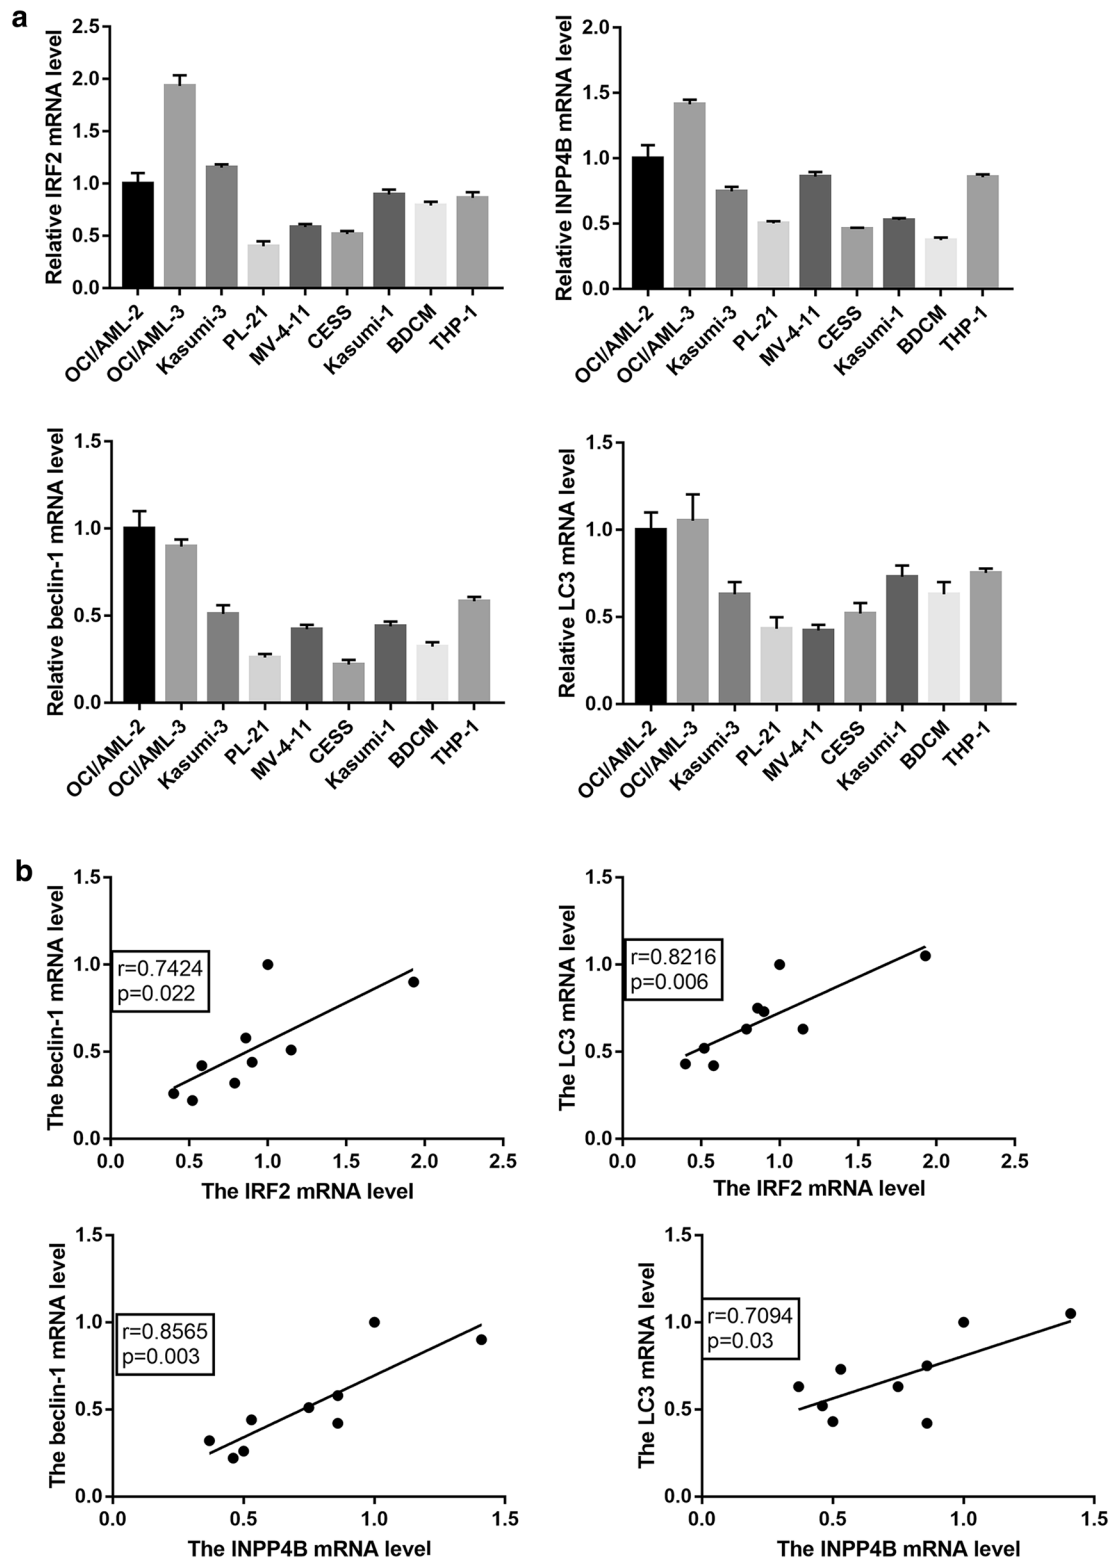 a
Relative IRF2 mRNA level
2.5
2.0
1.5
1.0
0.5
0.0
OCI/AML-2
OCI/AML-3
Kasumi-3
PL-21
MV-4-11
CESS
Kasumi-1
BDCM
THP-1
Relative INPP4B mRNA level
2.0
1.5
1.0
0.5
0.0
OCI/AML-2
OCI/AML-3
Kasumi-3
PL-21
MV-4-11
CESS
Kasumi-1
BDCM
THP-1
Relative beclin-1 mRNA level
1.5
1.0
0.5
0.0
OCI/AML-2
OCI/AML-3
Kasumi-3
PL-21
MV-4-11
CESS
Kasumi-1
BDCM
THP-1
Relative LC3 mRNA level
1.5
1.0
0.5
0.0
OCI/AML-2
OCI/AML-3
Kasumi-3
PL-21
MV-4-11
CESS
Kasumi-1
BDCM
THP-1
b
The beclin-1 mRNA level
1.5
1.0
0.5
0.0
r=0.7424
p=0.022
0.0 0.5 1.0 1.5 2.0 2.5
The IRF2 mRNA level
The LC3 mRNA level
1.5
1.0
0.5
0.0
r=0.8216
p=0.006
0.0 0.5 1.0 1.5 2.0 2.5
The IRF2 mRNA level
The beclin-1 mRNA level
1.5
1.0
0.5
0.0
r=0.8565
p=0.003
0.0 0.5 1.0 1.5
The INPP4B mRNA level
The LC3 mRNA level
1.5
1.0
0.5
0.0
r=0.7094
p=0.03
0.0 0.5 1.0 1.5
The INPP4B mRNA level